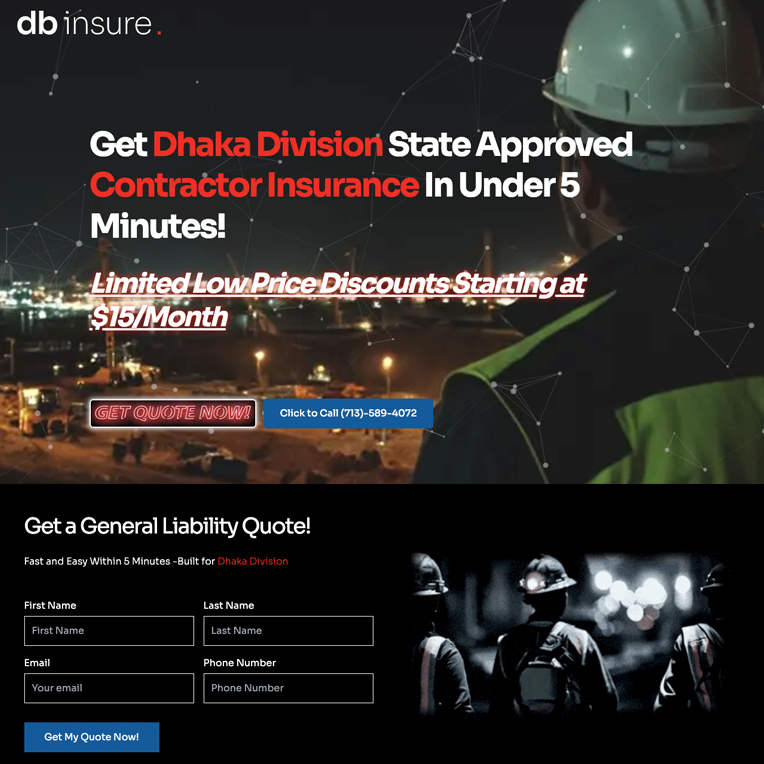 db insure.
Get Dhaka Division State Approved
Contractor Insurance In Under 5
Minutes!
Limited Low Price Discounts Starting at
$15/Month
GET QUOTE NOW!
Click to Call (713)-589-4072
Get a General Liability Quote!
Fast and Easy Within 5 Minutes -Built for Dhaka Division
First Name
Last Name
First Name
Last Name
Email
Phone Number
Your email
Phone Number
Get My Quote Now!